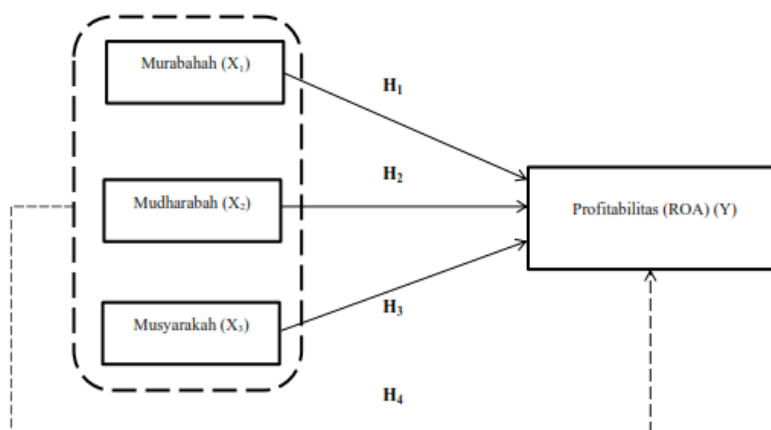 Murabahah (X₁)
H₁
Mudharabah (X₂)
H₂
Profitabilitas (ROA) (Y)
Musyarakah (X₃)
H₃
H₄